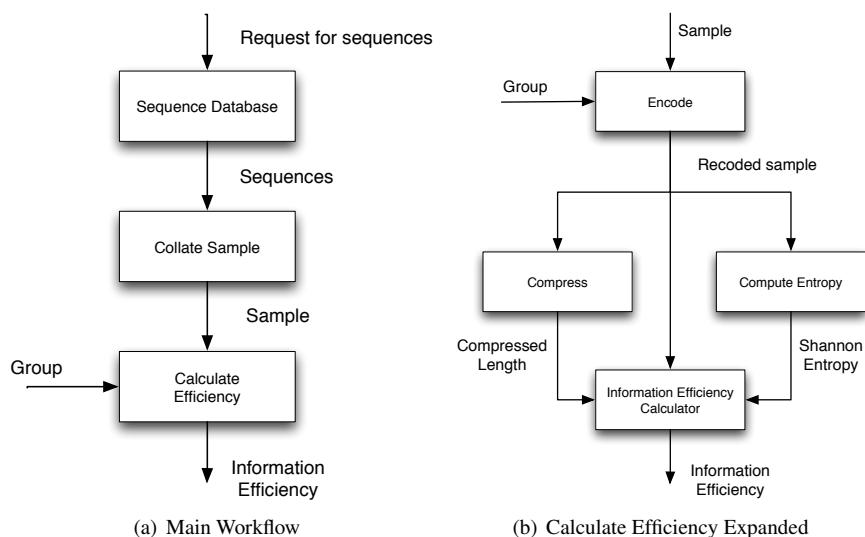 Request for sequences
Sequence Database
Sequences
Collate Sample
Sample
Group
Calculate
Efficiency
Information
Efficiency
(a) Main Workflow
Sample
Group
Encode
Recoded sample
Compress
Compute Entropy
Compressed
Length
Shannon
Entropy
Information Efficiency
Calculator
Information
Efficiency
(b) Calculate Efficiency Expanded